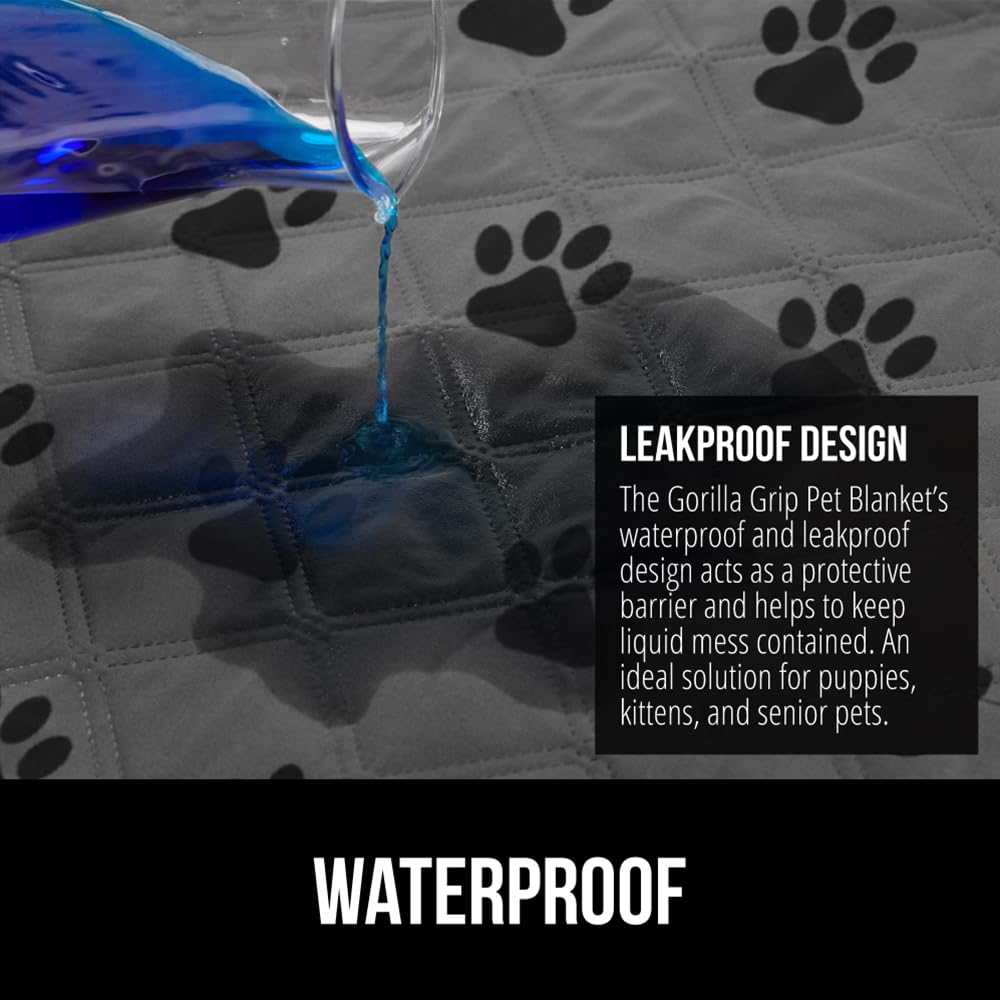 LEAKPROOF DESIGN
The Gorilla Grip Pet Blanket’s
waterproof and leakproof
design acts as a protective
barrier and helps to keep
liquid mess contained. An
ideal solution for puppies,
kittens, and senior pets.
WATERPROOF